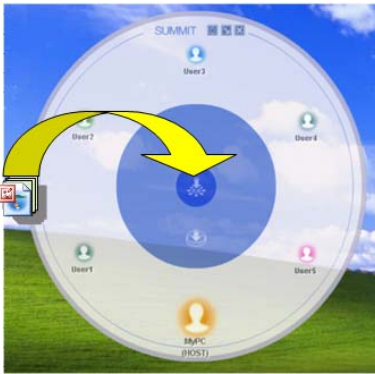 SUMMIT
User3
User2
User4
User1
User5
MyPC
(HOST)